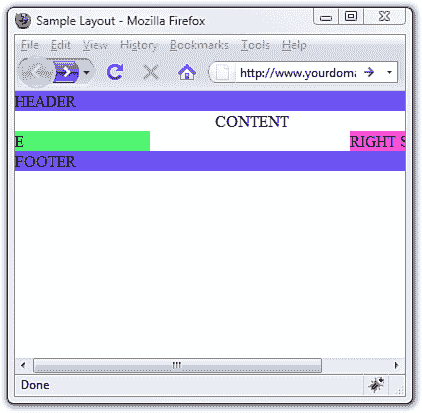 Sample Layout - Mozilla Firefox
File Edit View History Bookmarks Tools Help
http://www.yourdoma
HEADER
CONTENT
E RIGHT S
FOOTER
Done